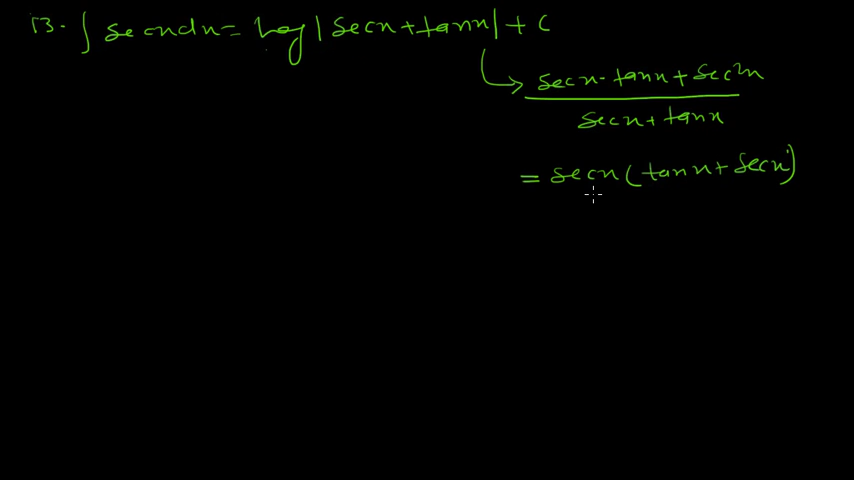 13. ∫ secx dx = log |secx + tanx| + c
secx · tanx + sec²x
secx + tanx
= secx (tanx + secx)